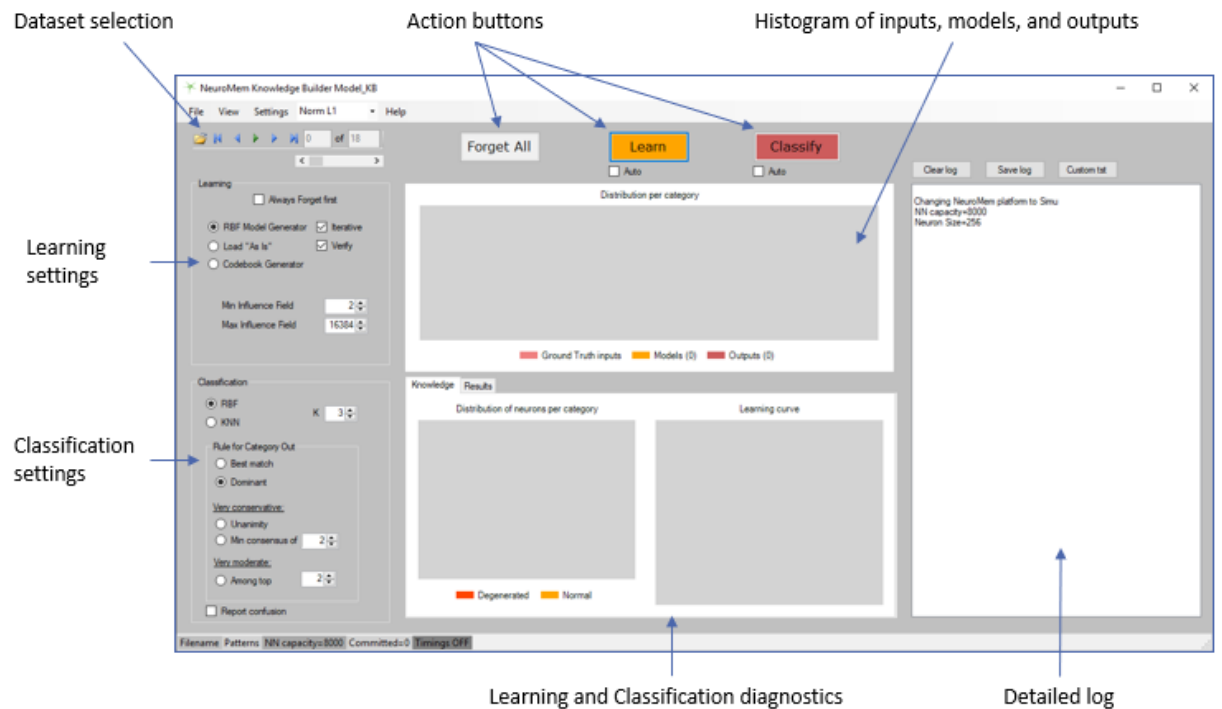 Dataset selection
Action buttons
Histogram of inputs, models, and outputs
NeuroMem Knowledge Builder Model_KB
File View Settings Norm L1 Help
0 of 18
Forget All
Learn
Classify
Auto
Auto
Clear log Save log Custom txt
Learning
Always Forget first
RBF Model Generator Iterative
Load "As Is" Verify
Codebook Generator
Min Influence Field 2
Max Influence Field 16384
Learning
settings
Distribution per category
Ground Truth inputs Models (0) Outputs (0)
Changing NeuroMem platform to Simu
NN capacity=8000
Neuron Size=256
Classification
RBF
K 3
KNN
Rule for Category Out
Best match
Dominant
Very conservative:
Unanimity
Min consensus of 2
Very moderate:
Among top 2
Report confusion
Classification
settings
Knowledge Results
Distribution of neurons per category
Learning curve
Degenerated Normal
Filename Patterns NN capacity=8000 Committed=0 Timings OFF
Learning and Classification diagnostics
Detailed log